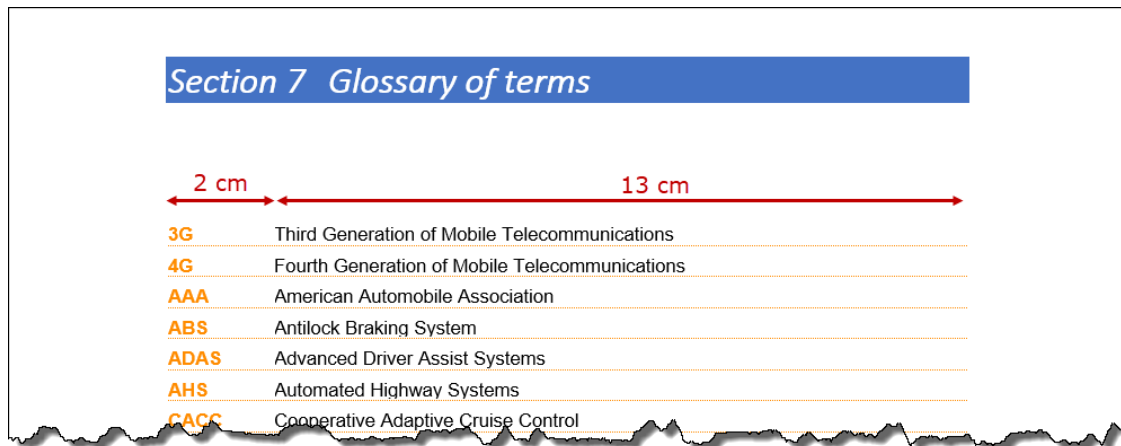 Section 7 Glossary of terms
2 cm 13 cm
3G Third Generation of Mobile Telecommunications
4G Fourth Generation of Mobile Telecommunications
AAA American Automobile Association
ABS Antilock Braking System
ADAS Advanced Driver Assist Systems
AHS Automated Highway Systems
CACC Cooperative Adaptive Cruise Control